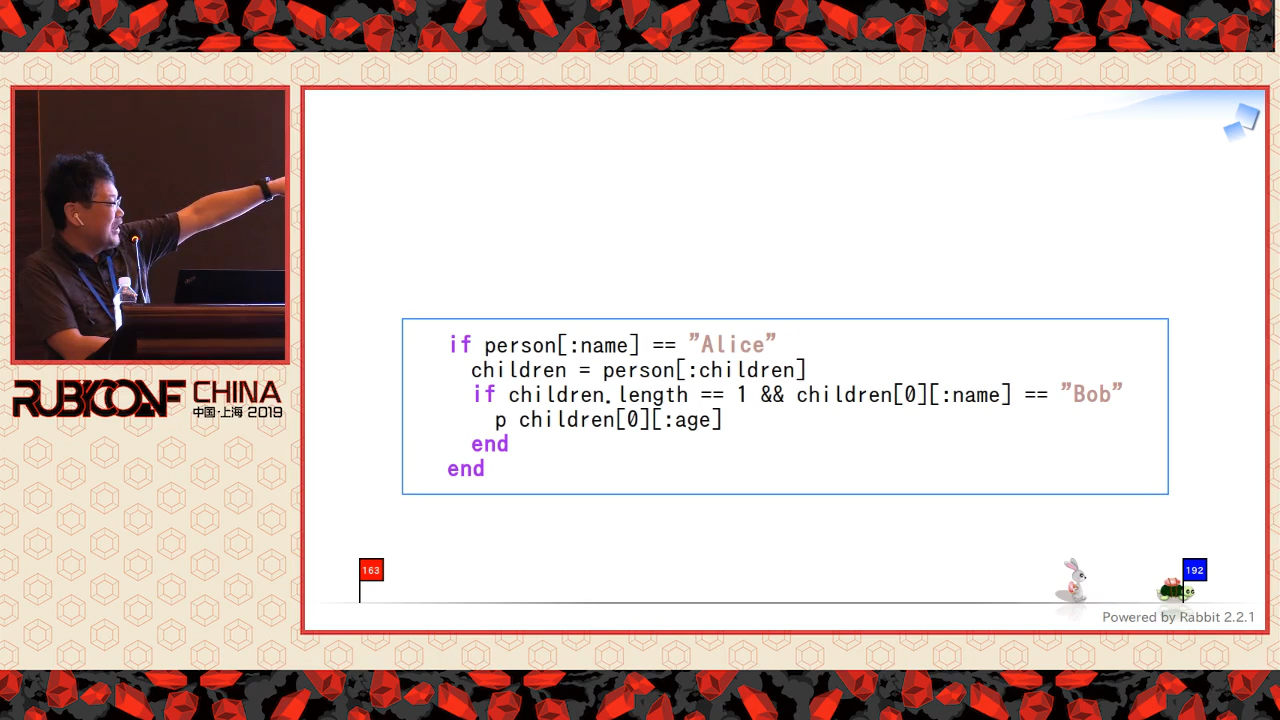 if person[:name] == ”Alice”
children = person[:children]
if children.length == 1 && children[0][:name] == ”Bob”
p children[0][:age]
end
end
RUBYCONF CHINA
中国·上海 2019
163
192
Powered by Rabbit 2.2.1